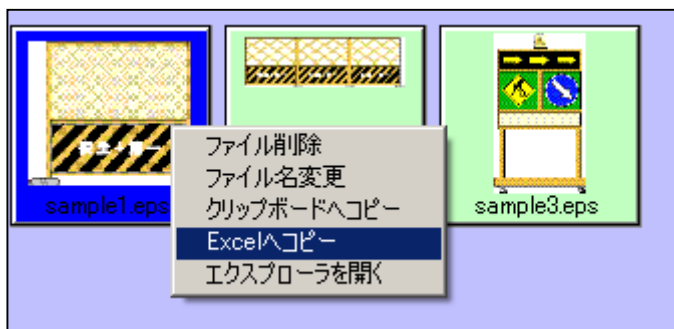 ファイル削除
ファイル名変更
クリップボードへコピー
Excelへコピー
エクスプローラを開く
sample1.eps
sample3.eps